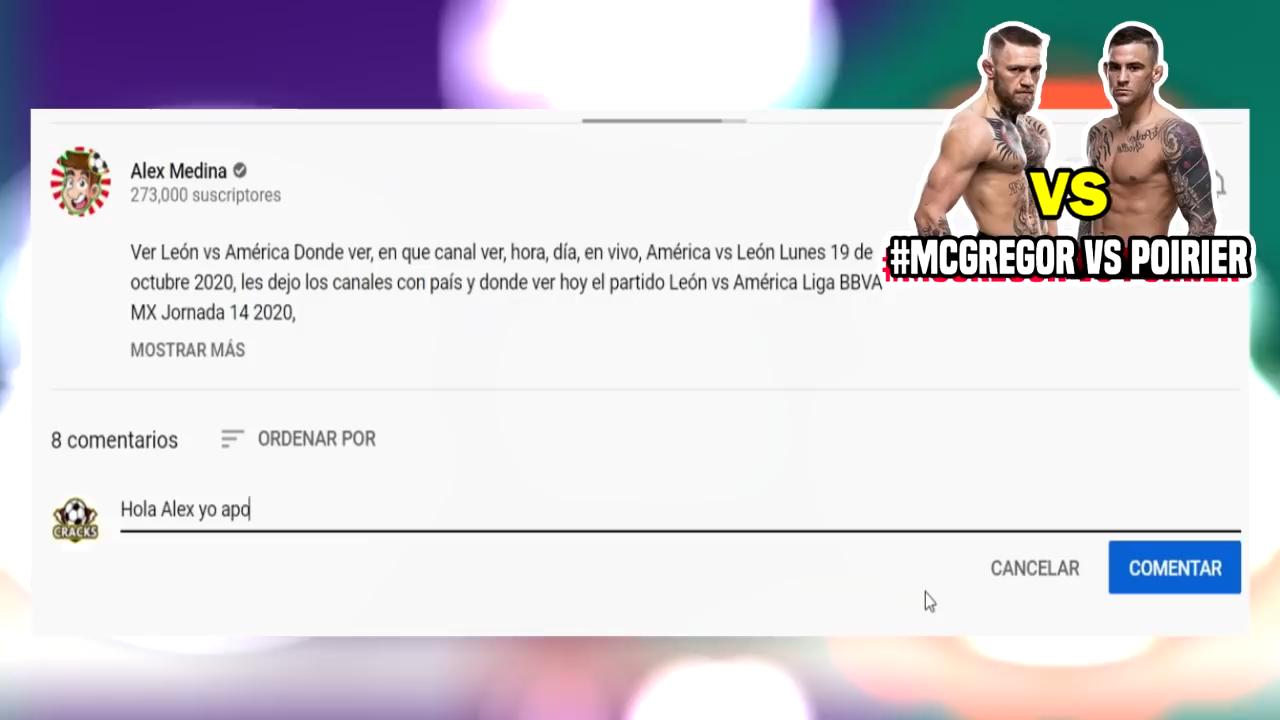 Alex Medina
273,000 suscriptores
VS
#MCGREGOR VS POIRIER
Ver León vs América Donde ver, en que canal ver, hora, día, en vivo, América vs León Lunes 19 de
octubre 2020, les dejo los canales con país y donde ver hoy el partido León vs América Liga BBVA
MX Jornada 14 2020,
MOSTRAR MÁS
8 comentarios
ORDENAR POR
CRACKS
Hola Alex yo apo
CANCELAR
COMENTAR